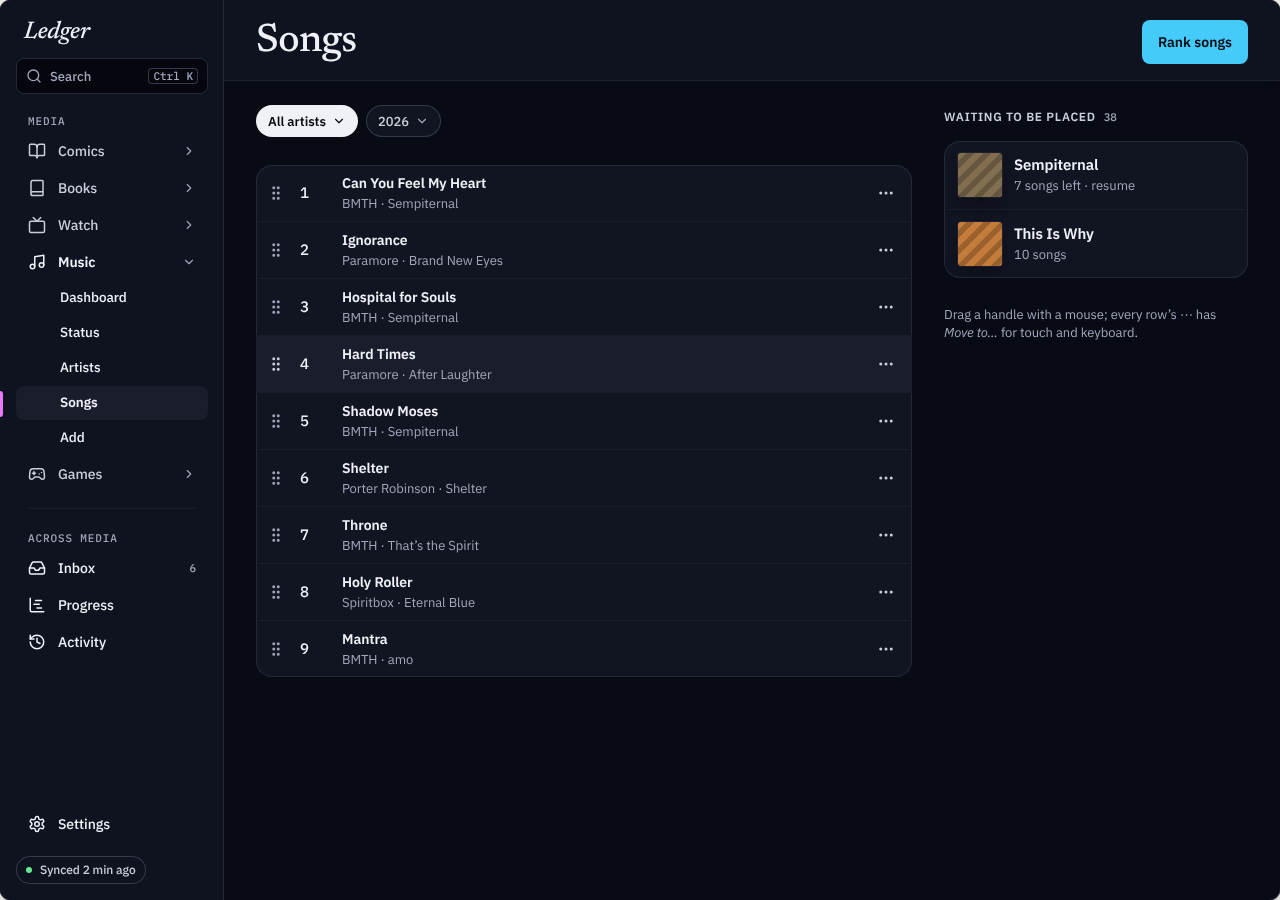 Ledger
Search
Ctrl K
MEDIA
Comics
Books
Watch
Music
Dashboard
Status
Artists
Songs
Add
Games
ACROSS MEDIA
Inbox 6
Progress
Activity
Settings
Synced 2 min ago
Songs
Rank songs
All artists
2026
1
Can You Feel My Heart
BMTH · Sempiternal
2
Ignorance
Paramore · Brand New Eyes
3
Hospital for Souls
BMTH · Sempiternal
4
Hard Times
Paramore · After Laughter
5
Shadow Moses
BMTH · Sempiternal
6
Shelter
Porter Robinson · Shelter
7
Throne
BMTH · That’s the Spirit
8
Holy Roller
Spiritbox · Eternal Blue
9
Mantra
BMTH · amo
WAITING TO BE PLACED 38
Sempiternal
7 songs left · resume
This Is Why
10 songs
Drag a handle with a mouse; every row’s ··· has
Move to… for touch and keyboard.